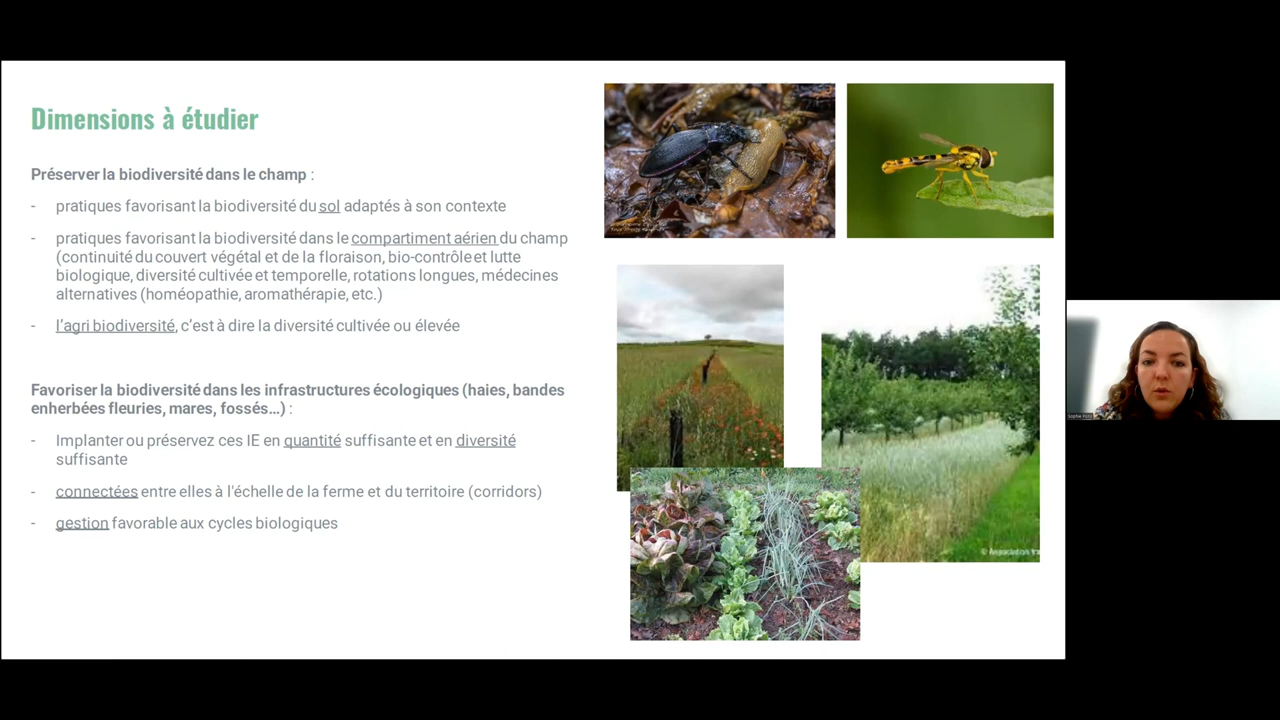 Dimensions à étudier
Préserver la biodiversité dans le champ :
- pratiques favorisant la biodiversité du sol adaptés à son contexte
- pratiques favorisant la biodiversité dans le compartiment aérien du champ
(continuité du couvert végétal et de la floraison, bio-contrôle et lutte
biologique, diversité cultivée et temporelle, rotations longues, médecines
alternatives (homéopathie, aromathérapie, etc.)
- l'agri biodiversité, c'est à dire la diversité cultivée ou élevée
Favoriser la biodiversité dans les infrastructures écologiques (haies, bandes
enherbées fleuries, mares, fossés…) :
- Implanter ou préservez ces IE en quantité suffisante et en diversité
suffisante
- connectées entre elles à l'échelle de la ferme et du territoire (corridors)
- gestion favorable aux cycles biologiques
© Association
Sophie